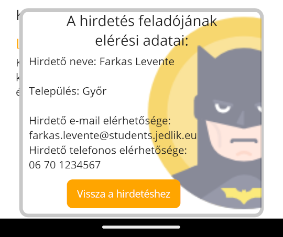 A hirdetés feladójának
elérési adatai:
Hirdető neve: Farkas Levente
Település: Győr
Hirdető e-mail elérhetősége:
farkas.levente@students.jedlik.eu
Hirdető telefonos elérhetősége:
06 70 1234567
Vissza a hirdetéshez